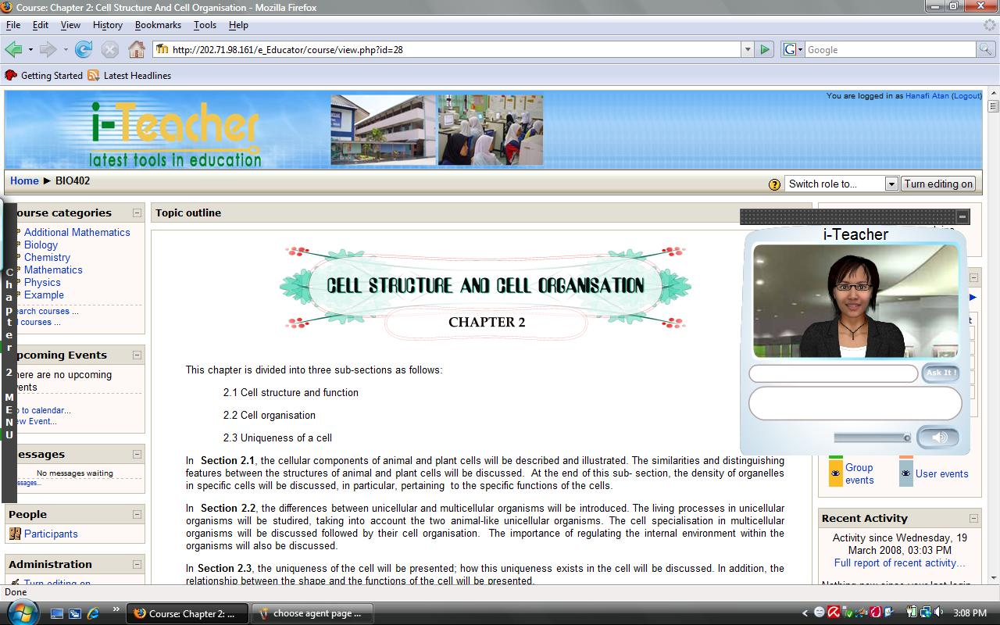 Course: Chapter 2: Cell Structure And Cell Organisation - Mozilla Firefox
File Edit View History Bookmarks Tools Help
http://202.71.98.161/e_Educator/course/view.php?id=28
G Google
Getting Started Latest Headlines
You are logged in as Hanafi Atan (Logout)
i-Teacher
latest tools in education
Home ► BIO402
Switch role to...
Turn editing on
ourse categories
Additional Mathematics
Biology
Chemistry
Mathematics
Physics
Example
earch courses ...
l courses ...
Chapter 2 MENU
pcoming Events
here are no upcoming
vents
o to calendar...
ew Event...
essages
No messages waiting
ssages...
People
Participants
Administration
Turn editing on
Topic outline
CELL STRUCTURE AND CELL ORGANISATION
CHAPTER 2
This chapter is divided into three sub-sections as follows:
2.1 Cell structure and function
2.2 Cell organisation
2.3 Uniqueness of a cell
In Section 2.1, the cellular components of animal and plant cells will be described and illustrated. The similarities and distinguishing
features between the structures of animal and plant cells will be discussed. At the end of this sub- section, the density of organelles
in specific cells will be discussed, in particular, pertaining to the specific functions of the cells.
In Section 2.2, the differences between unicellular and multicellular organisms will be introduced. The living processes in unicellular
organisms will be studired, taking into account the two animal-like unicellular organisms. The cell specialisation in multicellular
organisms will be discussed followed by their cell organisation. The importance of regulating the internal environment within the
organisms will also be discussed.
In Section 2.3, the uniqueness of the cell will be presented; how this uniqueness exists in the cell will be discussed. In addition, the
relationship between the shape and the functions of the cell will be presented.
i-Teacher
Ask It !
Group
events
User events
Recent Activity
Activity since Wednesday, 19
March 2008, 03:03 PM
Full report of recent activity...
Nothing new since your last login
Done
Course: Chapter 2: ...
choose agent page ...
3:08 PM